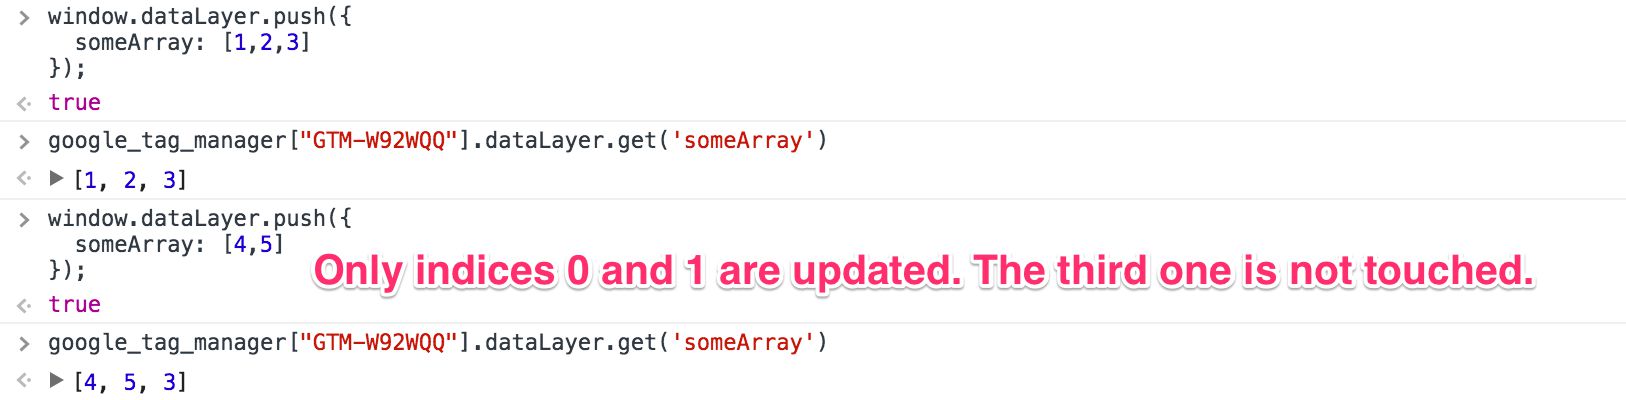 window.dataLayer.push({
someArray: [1,2,3]
});
true
google_tag_manager["GTM-W92WQQ"].dataLayer.get('someArray')
[1, 2, 3]
window.dataLayer.push({
someArray: [4,5]
});
Only indices 0 and 1 are updated. The third one is not touched.
true
google_tag_manager["GTM-W92WQQ"].dataLayer.get('someArray')
[4, 5, 3]